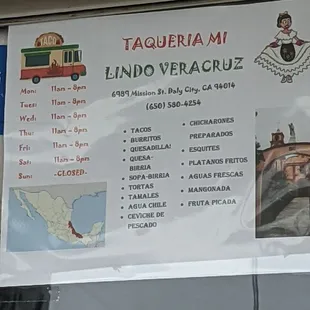 TACO
TAQUERIA MI
LINDO VERACRUZ
6989 Mission St. Daly City, CA 94014
(650) 580-4254
Mon: 11am - 8pm
Tues: 11am - 8pm
Wed: 11am - 8pm
Thu: 11am - 8pm
Fri: 11am - 8pm
Sat: 11am - 8pm
Sun: -CLOSED-
• TACOS
• BURRITOS
• QUESADILLA!
• QUESA-
BIRRIA
• SOPA-BIRRIA
• TORTAS
• TAMALES
• AGUA CHILE
• CEVICHE DE
PESCADO
• CHICHARONES
PREPARADOS
• ESQUITES
• PLATANOS FRITOS
• AGUAS FRESCAS
• MANGONADA
• FRUTA PICADA